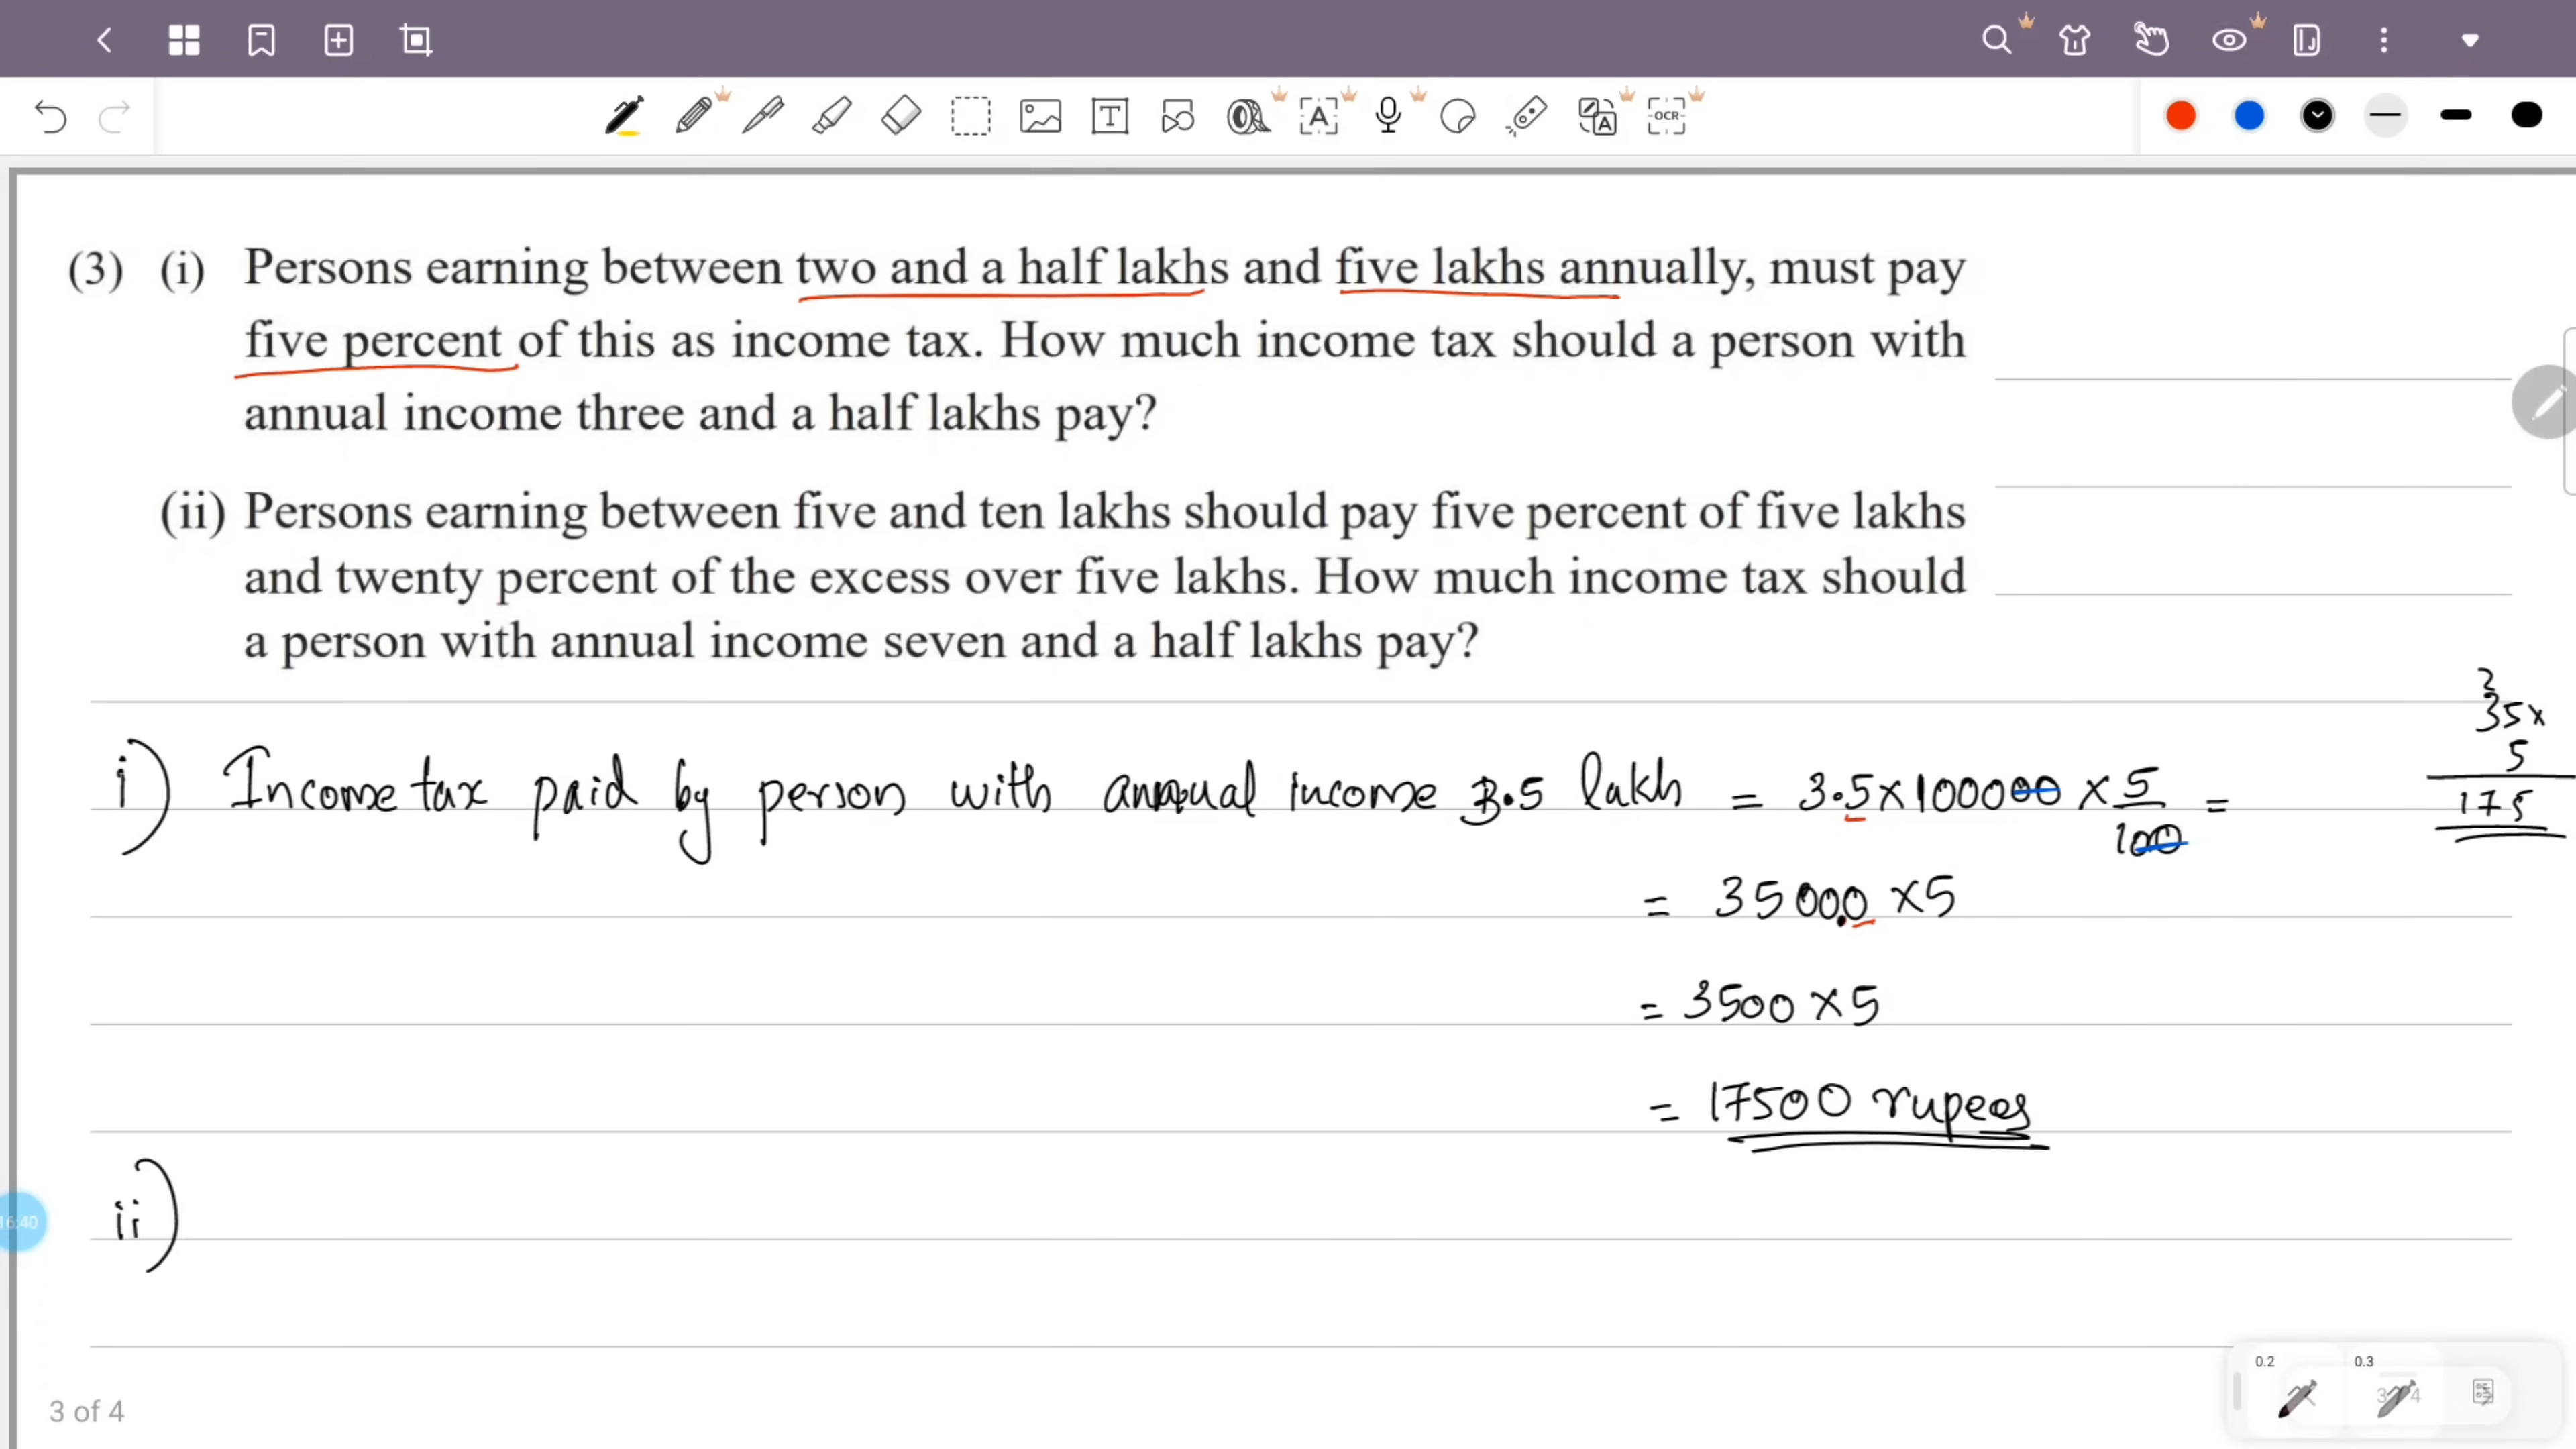 OCR
(3) (i) Persons earning between two and a half lakhs and five lakhs annually, must pay
five percent of this as income tax. How much income tax should a person with
annual income three and a half lakhs pay?
(ii) Persons earning between five and ten lakhs should pay five percent of five lakhs
and twenty percent of the excess over five lakhs. How much income tax should
a person with annual income seven and a half lakhs pay?
2
35×
5
175
i) Income tax paid by person with annual income 3.5 lakh = 3.5×100000 × 5/100 =
= 35000.0 ×5
= 3500 ×5
= 17500 rupees
ii)
16:40
3 of 4
0.2 0.3